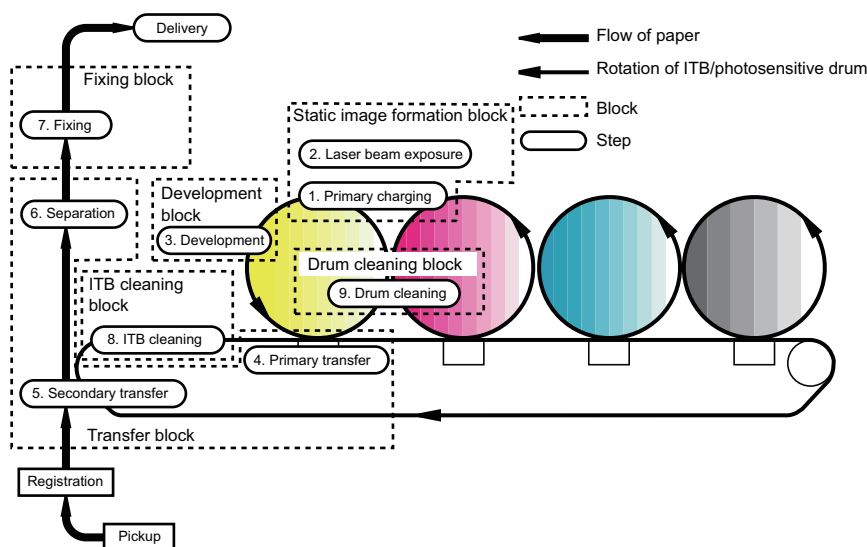 Delivery
Flow of paper
Rotation of ITB/photosensitive drum
Block
Step
Fixing block
7. Fixing
Static image formation block
2. Laser beam exposure
1. Primary charging
Development
block
3. Development
6. Separation
Drum cleaning block
9. Drum cleaning
ITB cleaning
block
8. ITB cleaning
4. Primary transfer
5. Secondary transfer
Transfer block
Registration
Pickup